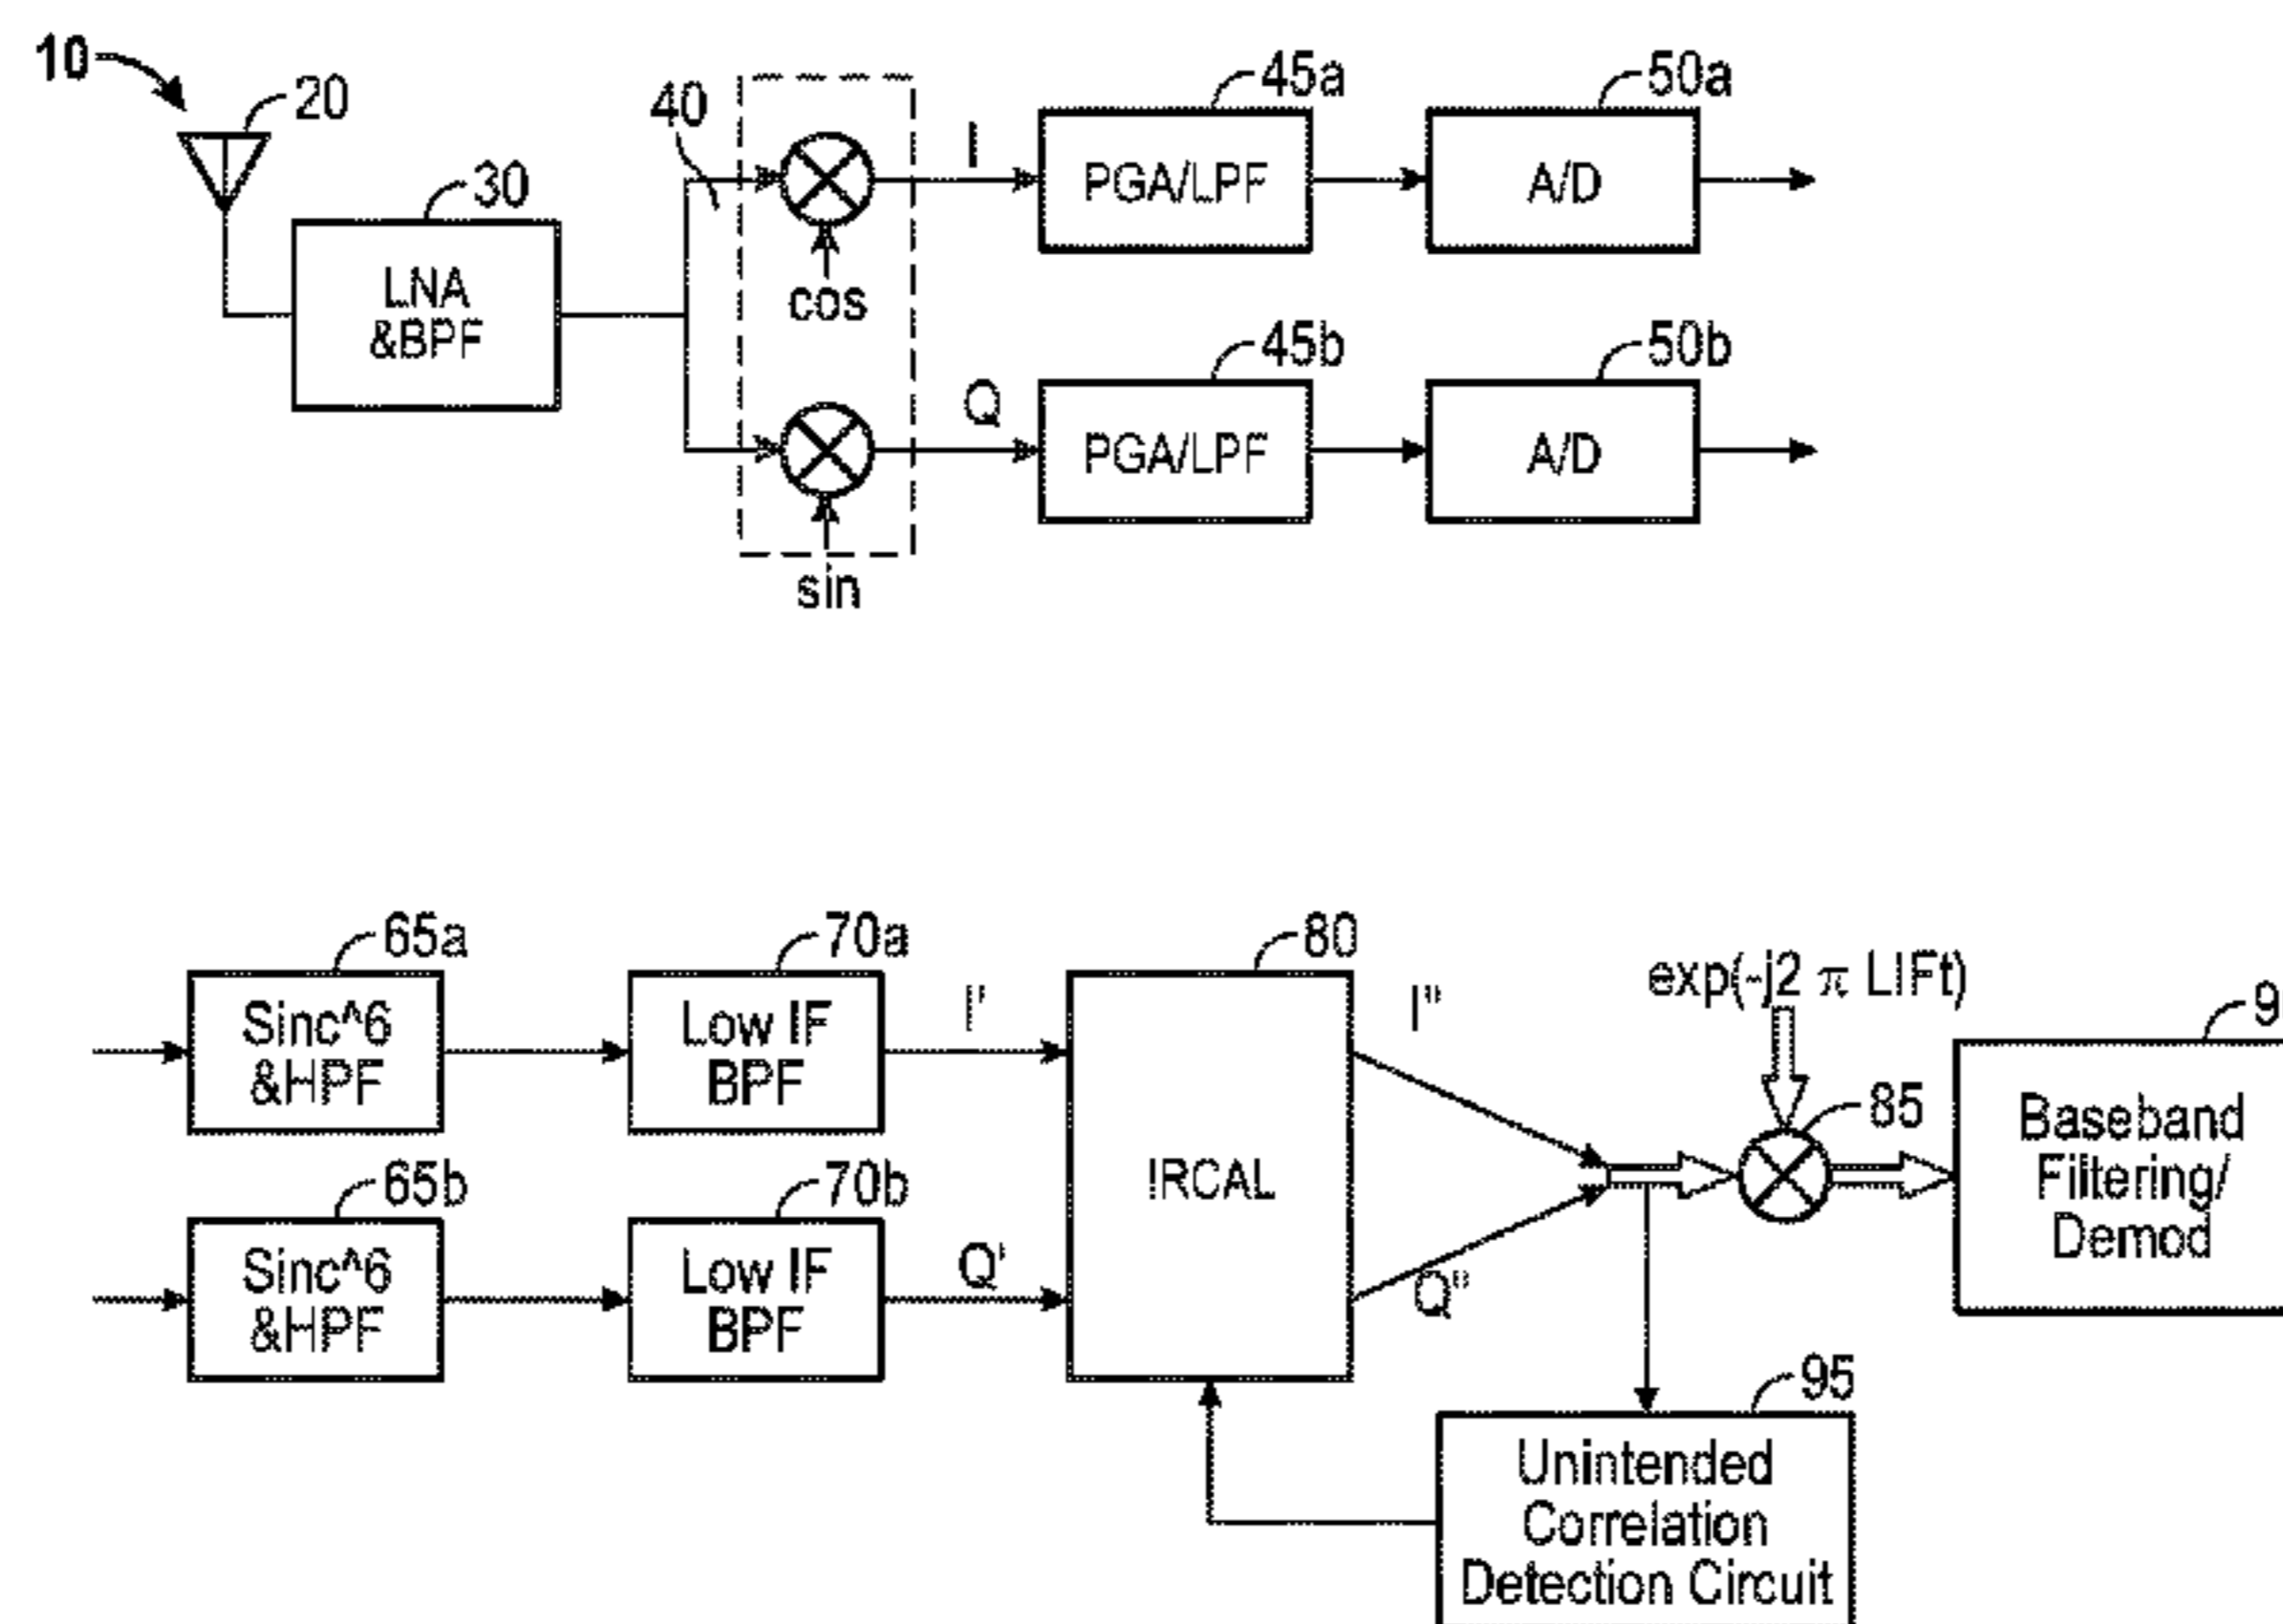 10
20
30
LNA
&BPF
40
cos
sin
I
Q
45a
PGA/LPF
50a
A/D
45b
PGA/LPF
50b
A/D
65a
Sinc^6
&HPF
70a
Low IF
BPF
I'
65b
Sinc^6
&HPF
70b
Low IF
BPF
Q'
80
IRCAL
I"
Q"
exp(-j2 π LIFt)
85
Baseband
Filtering/
Demod
95
Unintended
Correlation
Detection Circuit